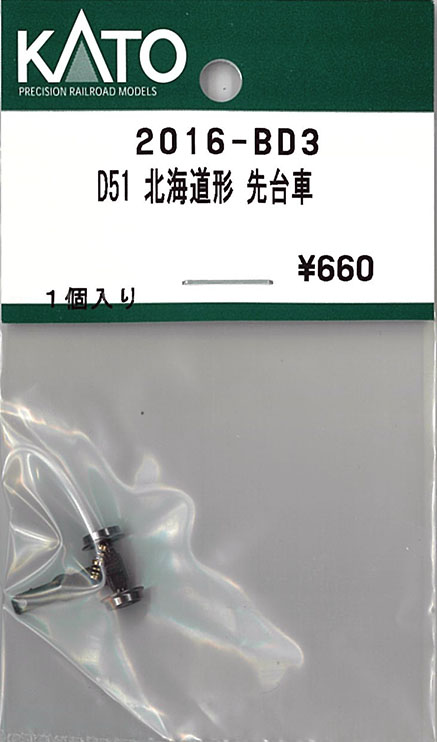 KATO
PRECISION RAILROAD MODELS
2016-BD3
D51 北海道形 先台車
¥660
1個入り